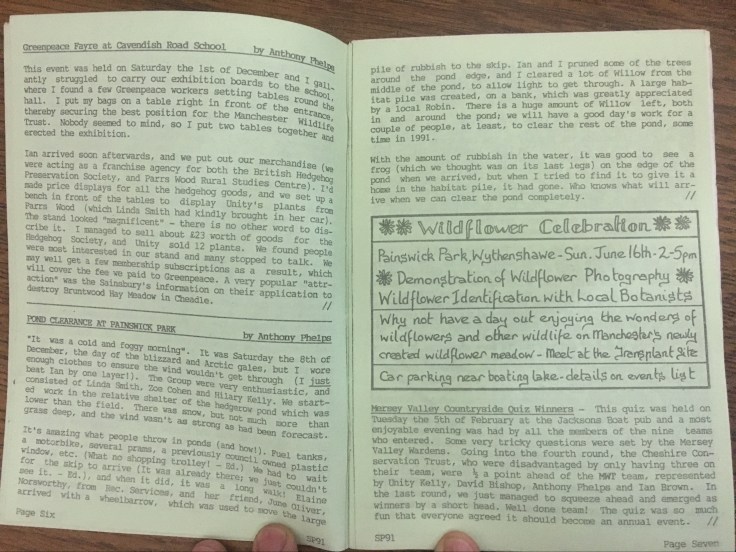 Greenpeace Fayre at Cavendish Road School by Anthony Phelps
This event was held on Saturday the 1st of December and I gall-
antly struggled to carry our exhibition boards to the school,
where I found a few Greenpeace workers setting tables round the
hall. I put my bags on a table right in front of the entrance,
thereby securing the best position for the Manchester Wildlife
Trust. Nobody seemed to mind, so I put two tables together and
erected the exhibition.
Ian arrived soon afterwards, and we put out our merchandise (we
were acting as a franchise agency for both the British Hedgehog
Preservation Society, and Parrs Wood Rural Studies Centre). I'd
made price displays for all the hedgehog goods, and we set up a
bench in front of the tables to display Unity's plants from
Parrs Wood (which Linda Smith had kindly brought in her car).
The stand looked "magnificent" - there is no other word to des-
cribe it. I managed to sell about £23 worth of goods for the
Hedgehog Society, and Unity sold 12 plants. We found people
were most interested in our stand and many stopped to talk. We
may well get a few membership subscriptions as a result, which
will cover the fee we paid to Greenpeace. A very popular "attr-
action" was the Sainsbury's information on their application to
destroy Bruntwood Hay Meadow in Cheadle. //
POND CLEARANCE AT PAINSWICK PARK
by Anthony Phelps
"It was a cold and foggy morning". It was Saturday the 8th of
December, the day of the blizzard and Arctic gales, but I wore
enough clothes to ensure the wind wouldn't get through (I just
beat Ian by one layer!). The Group were very enthusiastic, and
consisted of Linda Smith, Zoe Cohen and Hilary Kelly. We start-
ed work in the relative shelter of the hedgerow pond which was
lower than the field. There was snow, but not much more than
grass deep, and the wind wasn't as strong as had been forecast.
It's amazing what people throw in ponds (and how!). Fuel tanks,
a motorbike, several prams, a previously council owned plastic
window, etc. (What no shopping trolley! - Ed.) We had to wait
for the skip to arrive (It was already there; we just couldn't
see it. - Ed.), and when it did, it was a long walk! Elaine
Norsworthy, from Rec. Services, and her friend, June Oliver,
arrived with a wheelbarrow, which was used to move the large
Page Six
SP91
pile of rubbish to the skip. Ian and I pruned some of the trees
around the pond edge, and I cleared a lot of Willow from the
middle of the pond, to allow light to get through. A large hab-
itat pile was created, on a bank, which was greatly appreciated
by a local Robin. There is a huge amount of Willow left, both
in and around the pond; we will have a good day's work for a
couple of people, at least, to clear the rest of the pond, some
time in 1991.
With the amount of rubbish in the water, it was good to see a
frog (which we thought was on its last legs) on the edge of the
pond when we arrived, but when I tried to find it to give it a
home in the habitat pile, it had gone. Who knows what will arr-
ive when we can clear the pond completely. //
Wildflower Celebration
Painswick Park, Wythenshawe - Sun. June 16th - 2-5pm
Demonstration of Wildflower Photography
Wildflower Identification with Local Botanists
Why not have a day out enjoying the wonders of
wildflowers and other wildlife on Manchester's newly
created wildflower meadow - Meet at the Transplant Site
Car parking near boating lake - details on events list
Mersey Valley Countryside Quiz Winners - This quiz was held on
Tuesday the 5th of February at the Jacksons Boat pub and a most
enjoyable evening was had by all the members of the nine teams
who entered. Some very tricky questions were set by the Mersey
Valley Wardens. Going into the fourth round, the Cheshire Con-
servation Trust, who were disadvantaged by only having three on
their team, were ½ a point ahead of the MWT team, represented
by Unity Kelly, David Bishop, Anthony Phelps and Ian Brown. In
the last round, we just managed to squeeze ahead and emerged as
winners by a short head. Well done team! The quiz was so much
fun that everyone agreed it should become an annual event. //
SP91
Page Seven